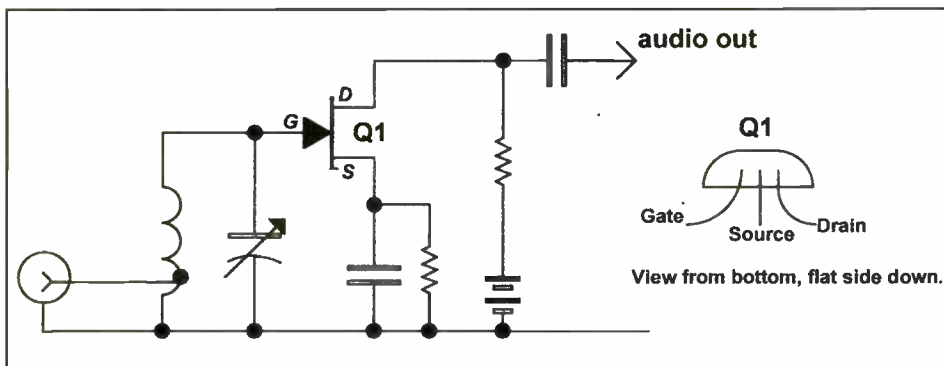 audio out
D
G
Q1
S
Q1
Gate
Source
Drain
View from bottom, flat side down.